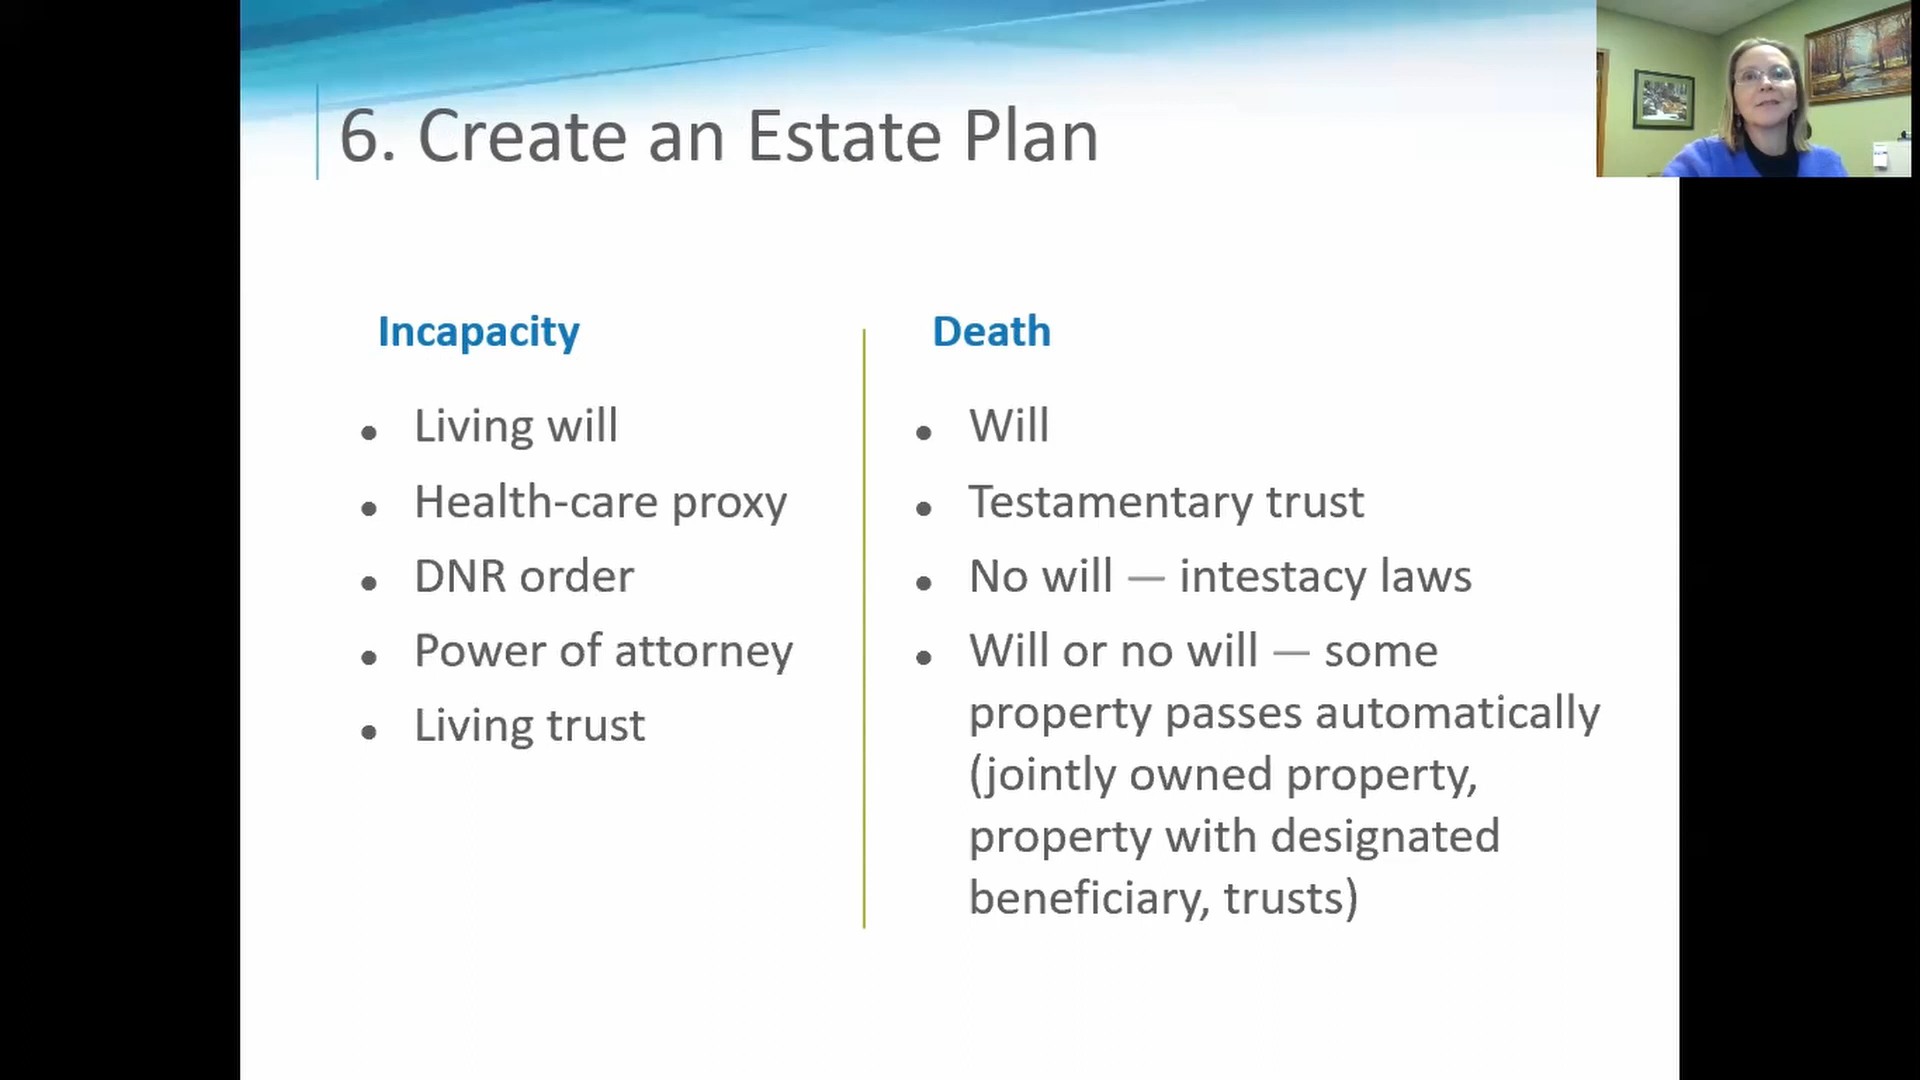 6. Create an Estate Plan
Incapacity
• Living will
• Health-care proxy
• DNR order
• Power of attorney
• Living trust
Death
• Will
• Testamentary trust
• No will — intestacy laws
• Will or no will — some
property passes automatically
(jointly owned property,
property with designated
beneficiary, trusts)